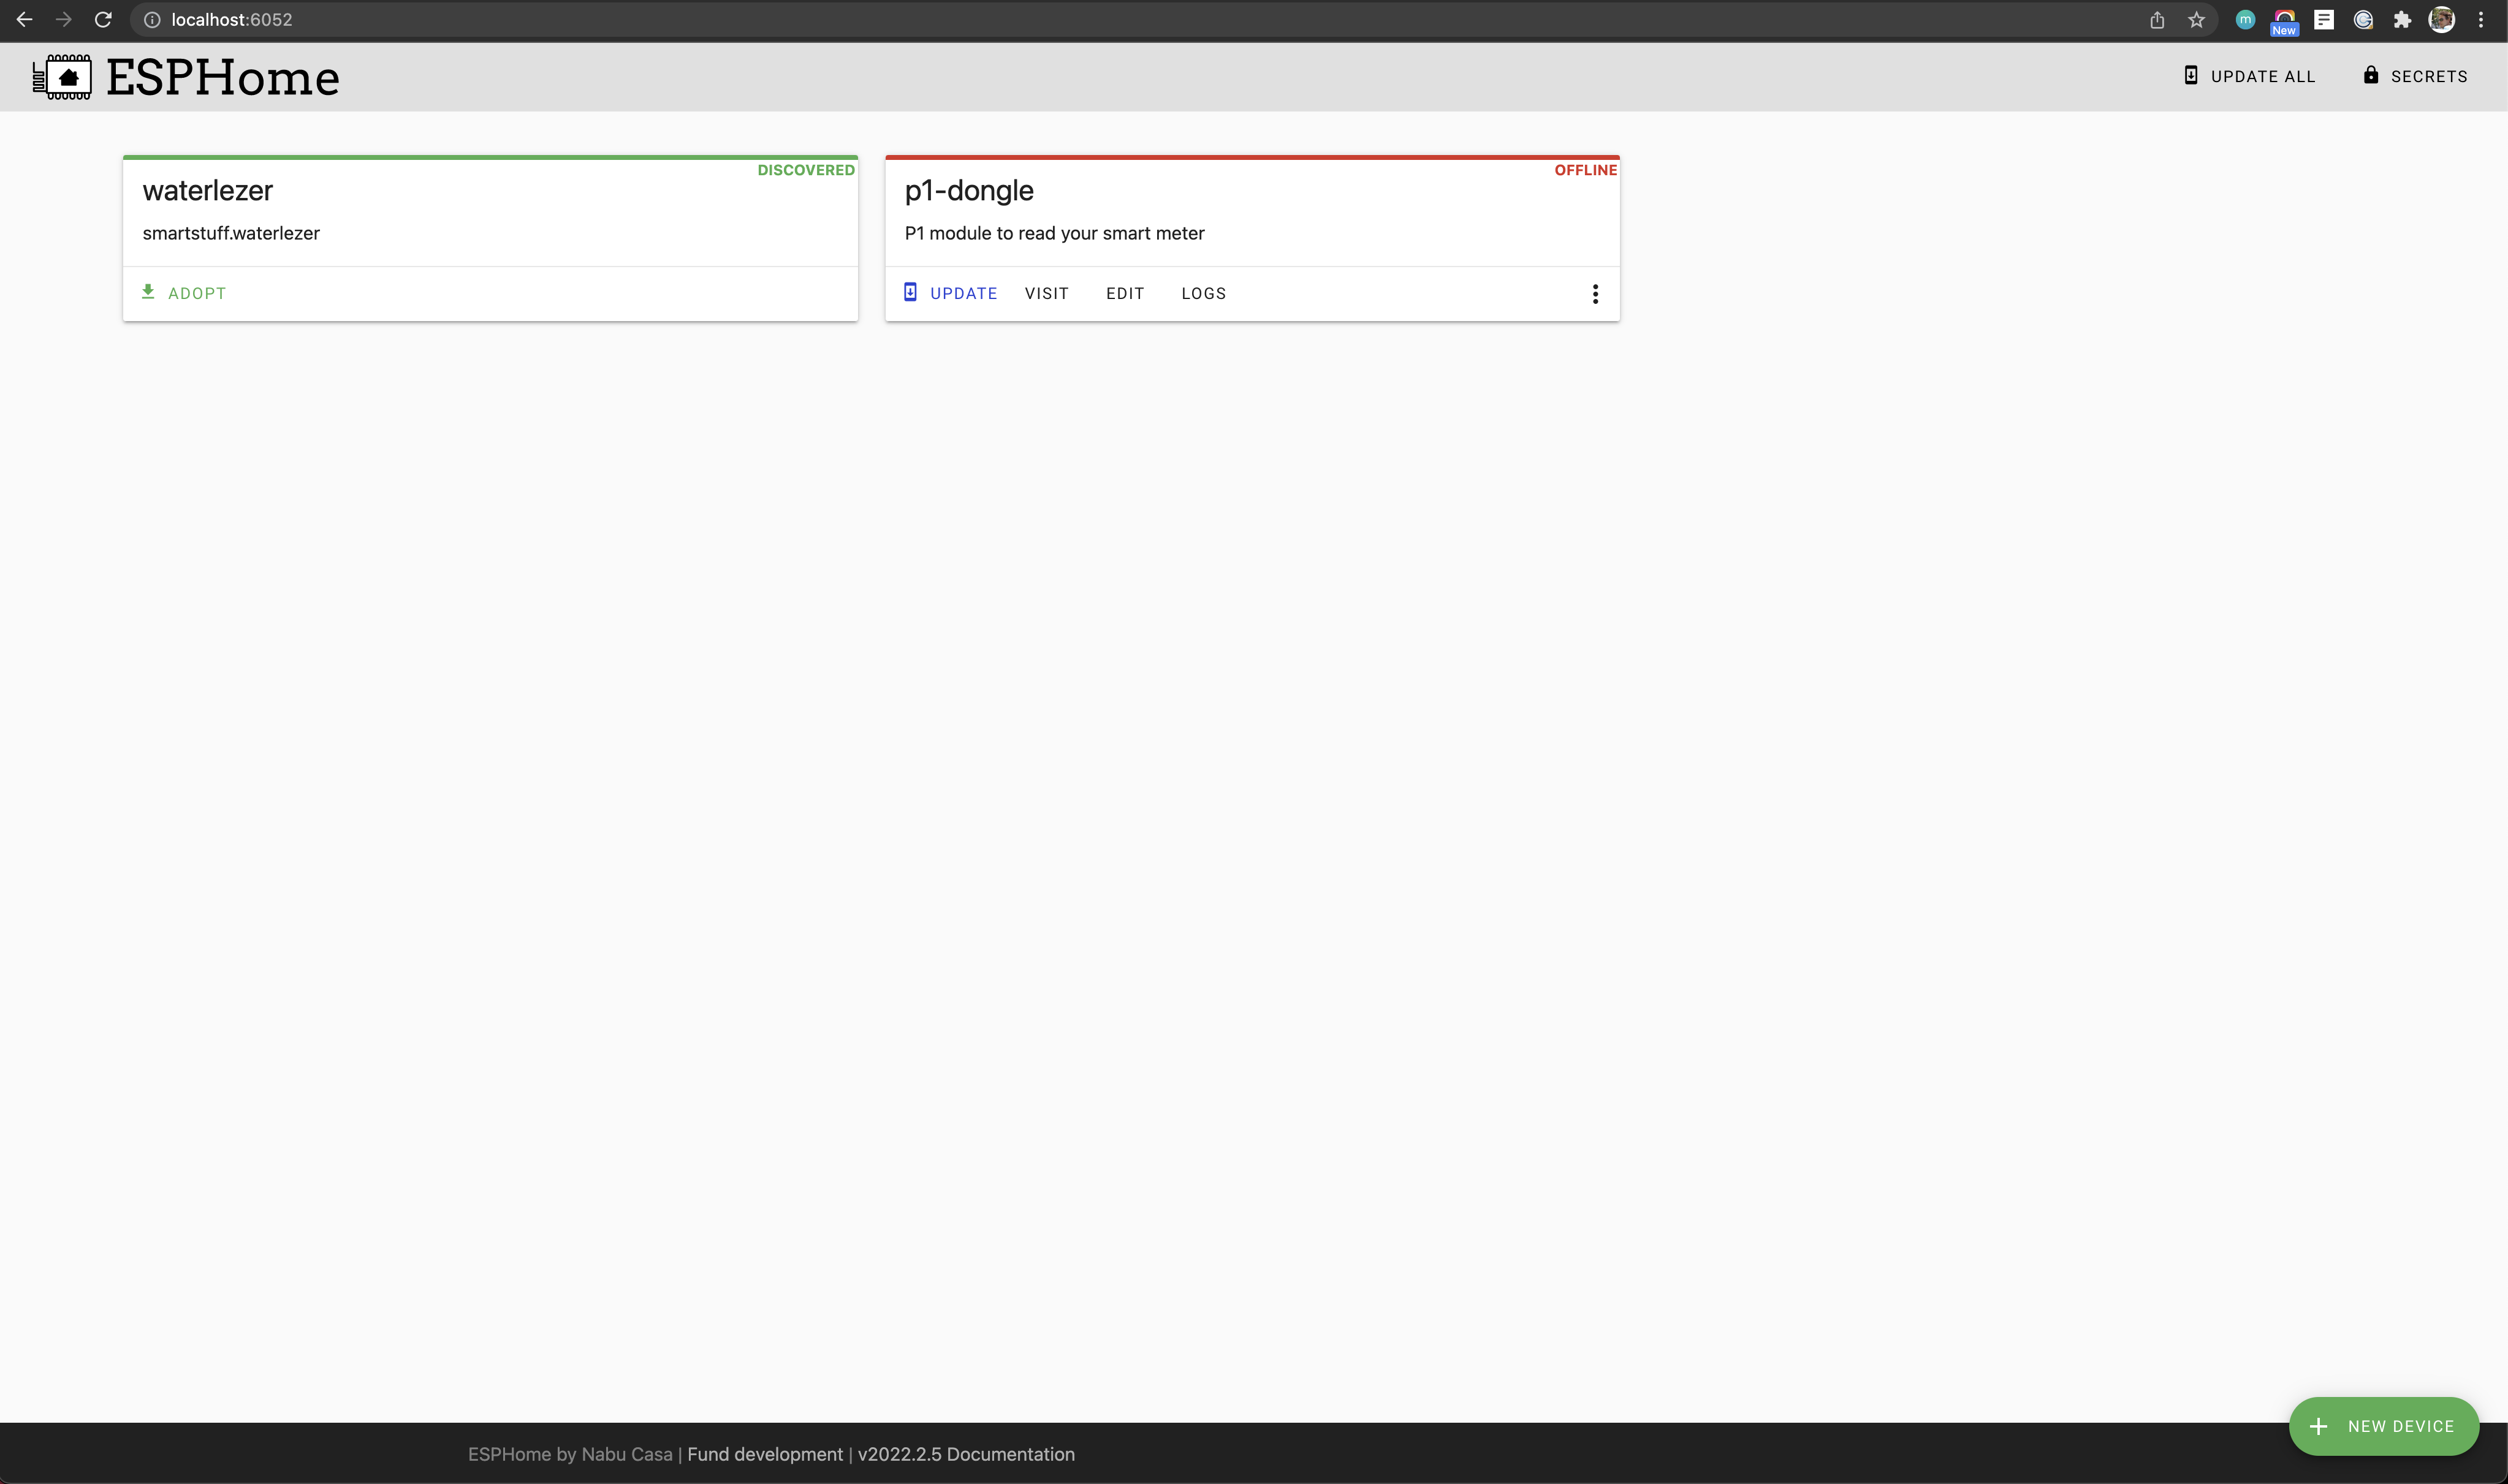 localhost:6052
m
New
ESPHome
UPDATE ALL
SECRETS
DISCOVERED
waterlezer
smartstuff.waterlezer
ADOPT
OFFLINE
p1-dongle
P1 module to read your smart meter
UPDATE VISIT EDIT LOGS
NEW DEVICE
ESPHome by Nabu Casa | Fund development | v2022.2.5 Documentation